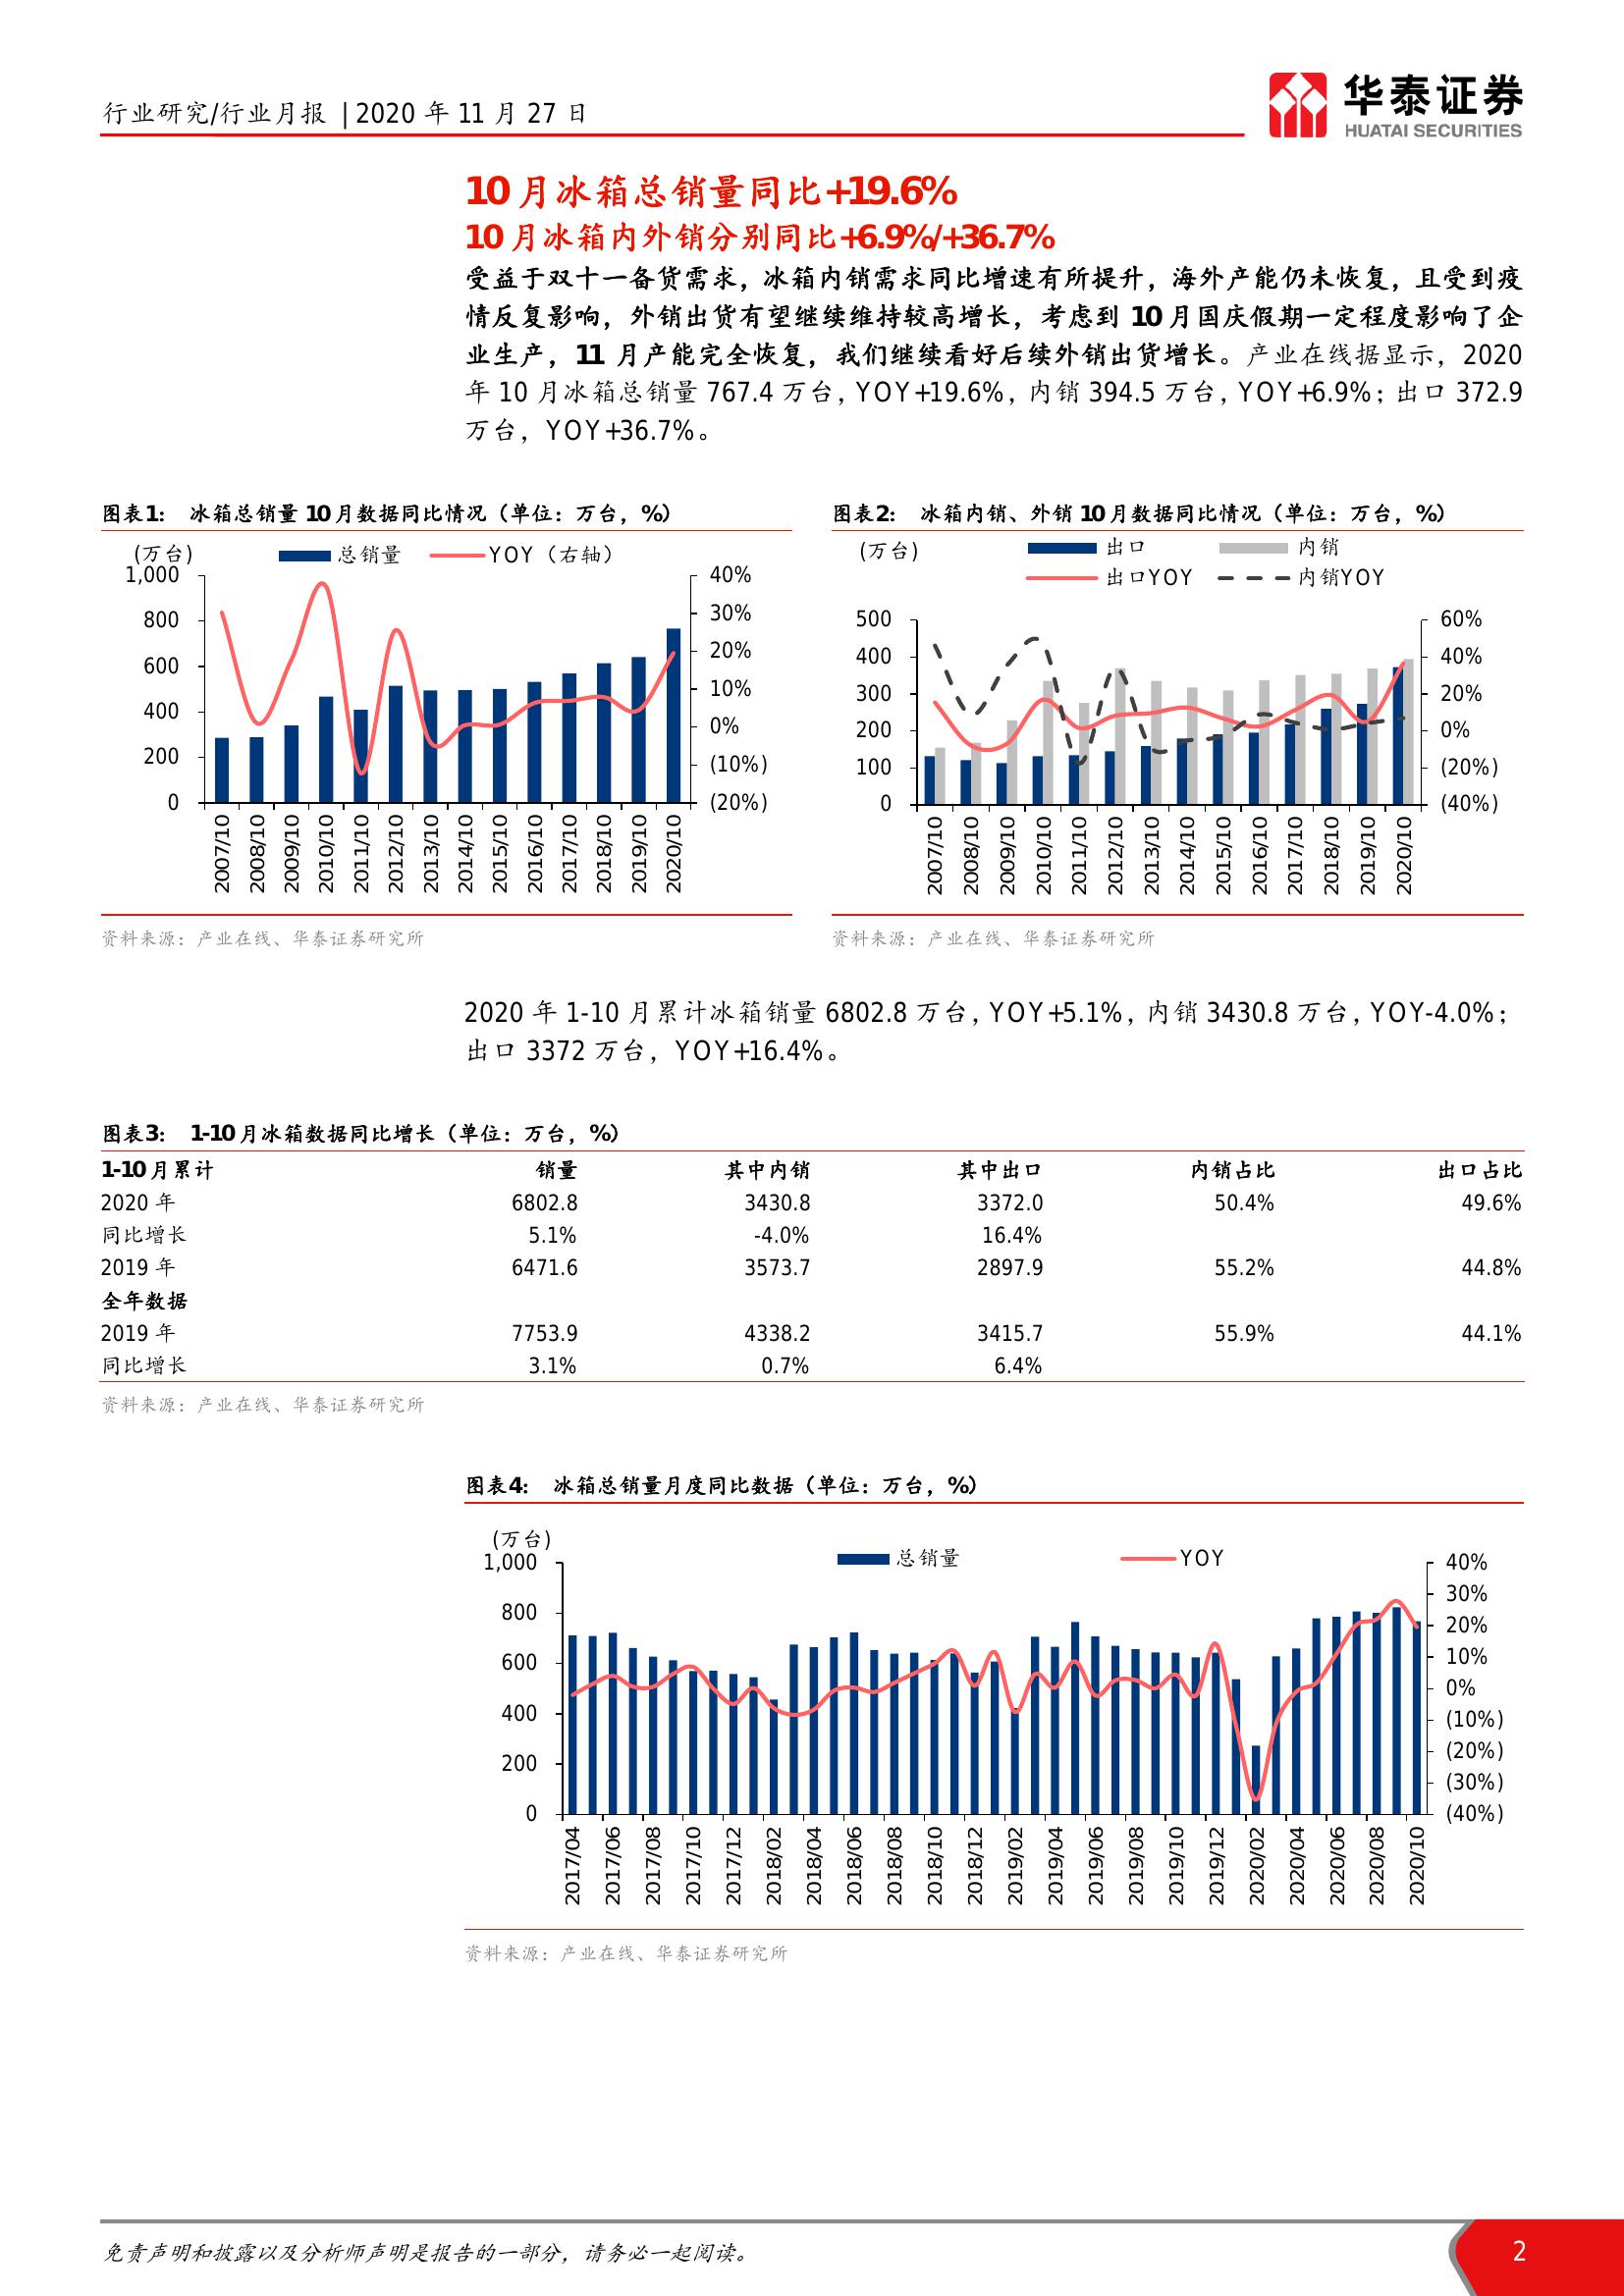 行业研究/行业月报 | 2020 年 11 月 27 日
华泰证券
HUATAI SECURITIES
10 月冰箱总销量同比+19.6%
10 月冰箱内外销分别同比+6.9%/+36.7%
受益于双十一备货需求，冰箱内销需求同比增速有所提升，海外产能仍未恢复，且受到疫
情反复影响，外销出货有望继续维持较高增长，考虑到 10 月国庆假期一定程度影响了企
业生产，11 月产能完全恢复，我们继续看好后续外销出货增长。产业在线据显示，2020
年 10 月冰箱总销量 767.4 万台，YOY+19.6%，内销 394.5 万台，YOY+6.9%；出口 372.9
万台，YOY+36.7%。
图表1： 冰箱总销量 10 月数据同比情况（单位：万台，%）
(万台)
总销量 YOY（右轴）
1,000
800
600
400
200
0
40%
30%
20%
10%
0%
(10%)
(20%)
2007/10
2008/10
2009/10
2010/10
2011/10
2012/10
2013/10
2014/10
2015/10
2016/10
2017/10
2018/10
2019/10
2020/10
资料来源：产业在线、华泰证券研究所
图表2： 冰箱内销、外销 10 月数据同比情况（单位：万台，%）
(万台)
出口 内销
出口YOY 内销YOY
500
400
300
200
100
0
60%
40%
20%
0%
(20%)
(40%)
2007/10
2008/10
2009/10
2010/10
2011/10
2012/10
2013/10
2014/10
2015/10
2016/10
2017/10
2018/10
2019/10
2020/10
资料来源：产业在线、华泰证券研究所
2020 年 1-10 月累计冰箱销量 6802.8 万台，YOY+5.1%，内销 3430.8 万台，YOY-4.0%；
出口 3372 万台，YOY+16.4%。
图表3： 1-10 月冰箱数据同比增长（单位：万台，%）
1-10 月累计 销量 其中内销 其中出口 内销占比 出口占比
2020 年 6802.8 3430.8 3372.0 50.4% 49.6%
同比增长 5.1% -4.0% 16.4%
2019 年 6471.6 3573.7 2897.9 55.2% 44.8%
全年数据
2019 年 7753.9 4338.2 3415.7 55.9% 44.1%
同比增长 3.1% 0.7% 6.4%
资料来源：产业在线、华泰证券研究所
图表4： 冰箱总销量月度同比数据（单位：万台，%）
(万台)
总销量 YOY
1,000
800
600
400
200
0
40%
30%
20%
10%
0%
(10%)
(20%)
(30%)
(40%)
2017/04
2017/06
2017/08
2017/10
2017/12
2018/02
2018/04
2018/06
2018/08
2018/10
2018/12
2019/02
2019/04
2019/06
2019/08
2019/10
2019/12
2020/02
2020/04
2020/06
2020/08
2020/10
资料来源：产业在线、华泰证券研究所
免责声明和披露以及分析师声明是报告的一部分，请务必一起阅读。
2